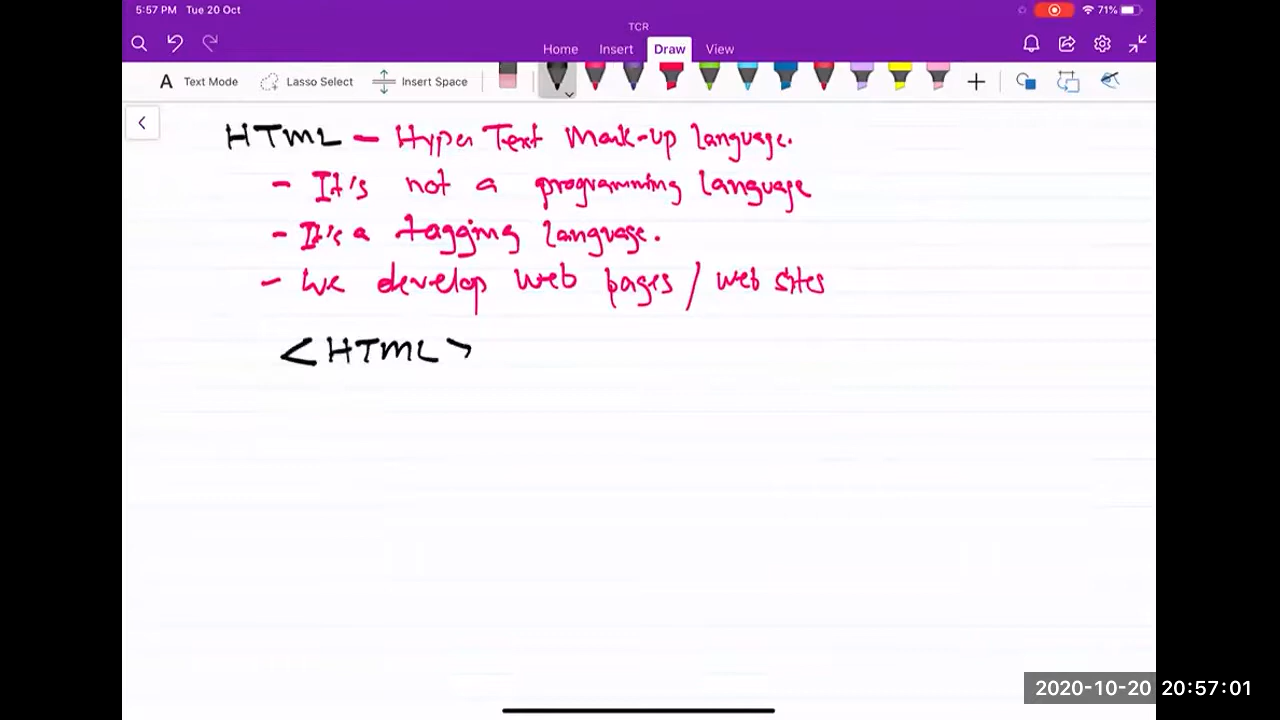 5:57 PM Tue 20 Oct
71%
TCR
Home Insert Draw View
Text Mode Lasso Select Insert Space
HTML - Hyper Text Mark-up language.
- It's not a programming language
- It's a tagging language.
- We develop web pages / web sites
<HTML>
2020-10-20 20:57:01